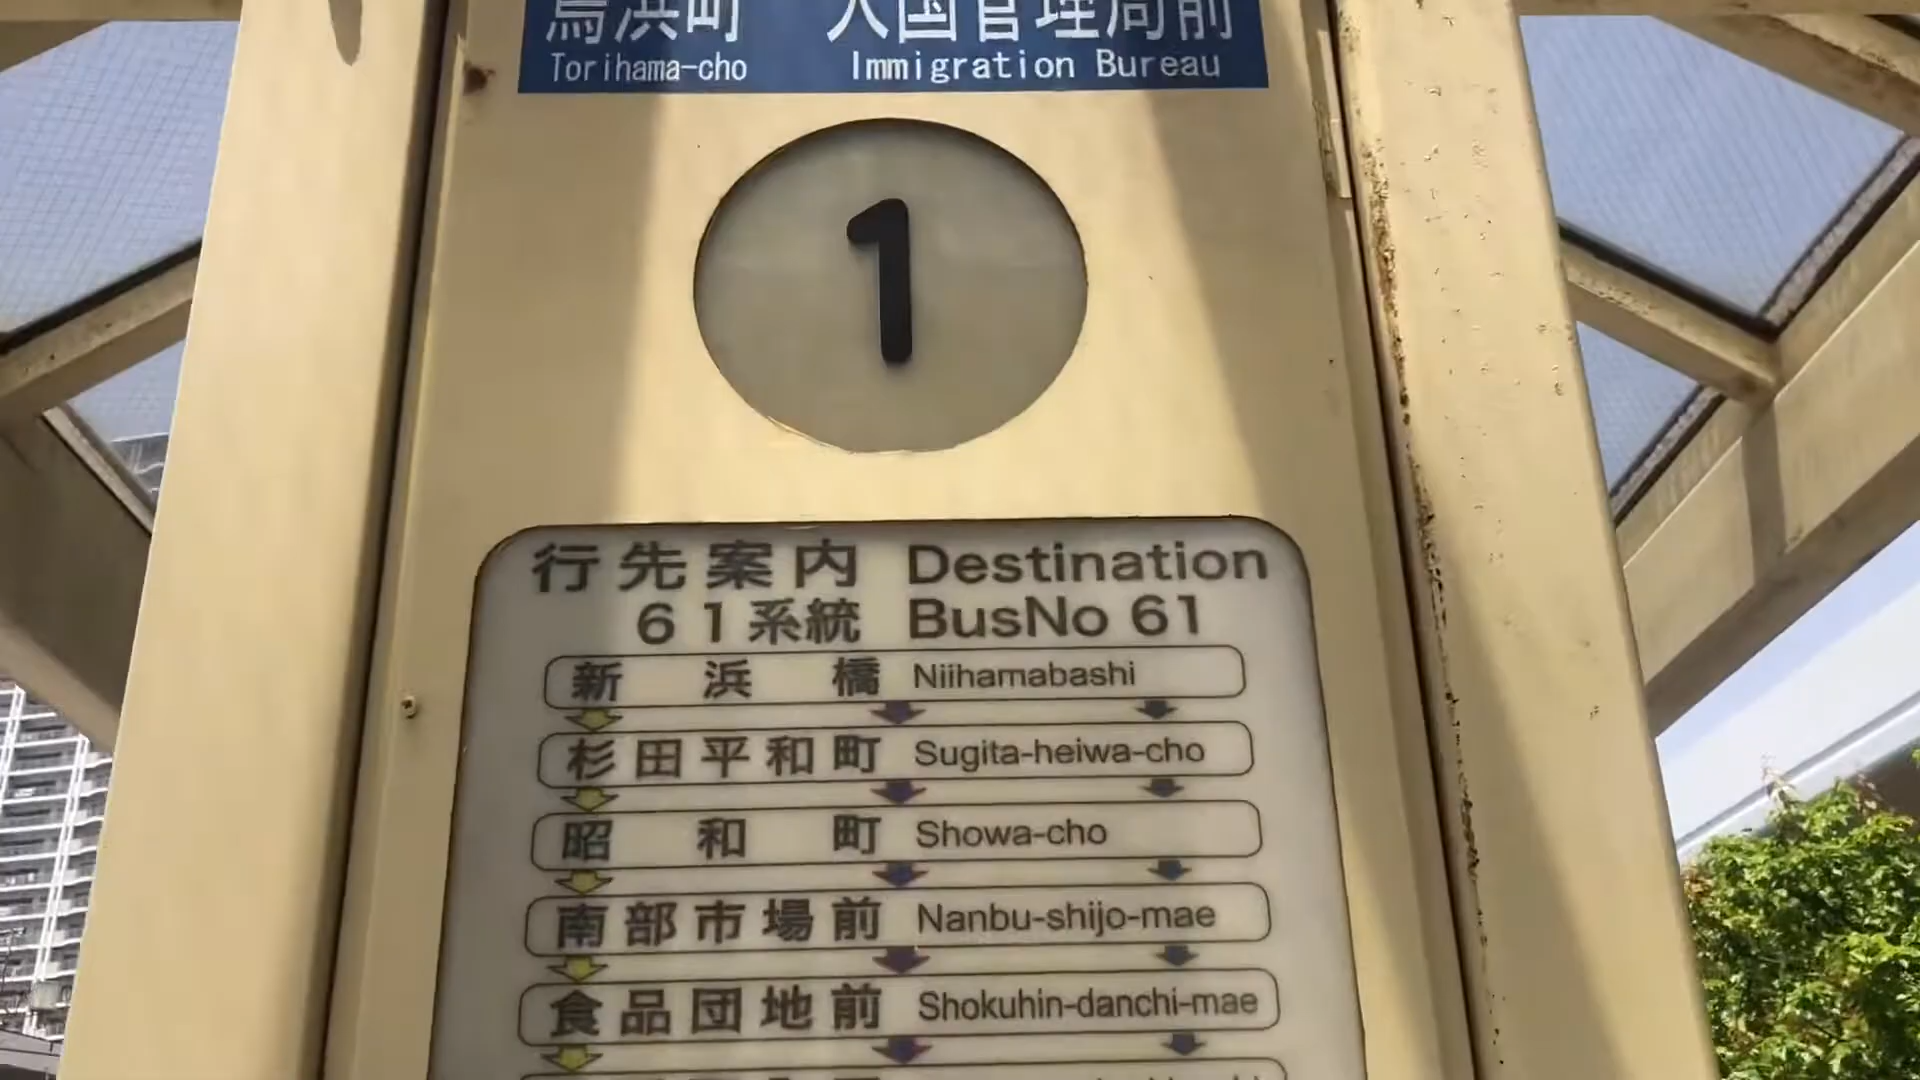 鳥浜町 入国管理局前
Torihama-cho Immigration Bureau
1
行先案内 Destination
61系統 BusNo 61
新浜橋 Niihamabashi
杉田平和町 Sugita-heiwa-cho
昭和町 Showa-cho
南部市場前 Nanbu-shijo-mae
食品団地前 Shokuhin-danchi-mae